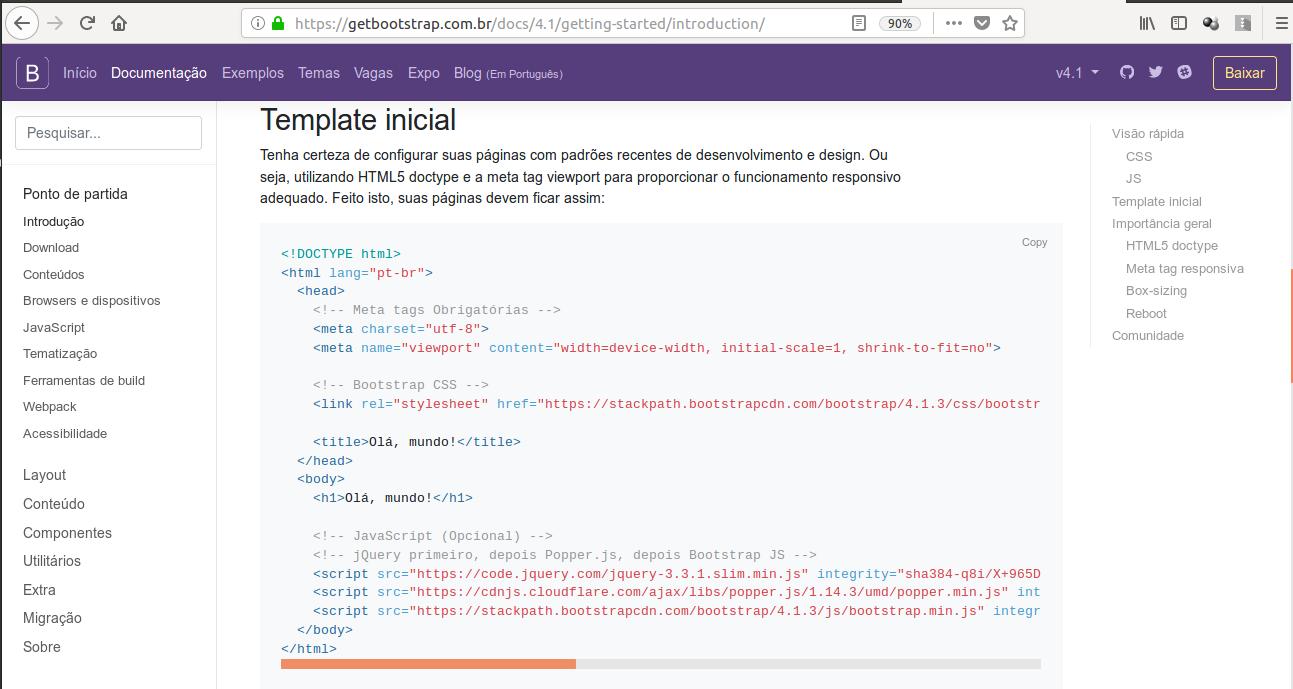 https://getbootstrap.com.br/docs/4.1/getting-started/introduction/
90%
B
Início Documentação Exemplos Temas Vagas Expo Blog (Em Português)
v4.1
Baixar
Pesquisar...
Ponto de partida
Introdução
Download
Conteúdos
Browsers e dispositivos
JavaScript
Tematização
Ferramentas de build
Webpack
Acessibilidade
Layout
Conteúdo
Componentes
Utilitários
Extra
Migração
Sobre
Template inicial
Tenha certeza de configurar suas páginas com padrões recentes de desenvolvimento e design. Ou
seja, utilizando HTML5 doctype e a meta tag viewport para proporcionar o funcionamento responsivo
adequado. Feito isto, suas páginas devem ficar assim:
Copy
<!DOCTYPE html>
<html lang="pt-br">
  <head>
    <!-- Meta tags Obrigatórias -->
    <meta charset="utf-8">
    <meta name="viewport" content="width=device-width, initial-scale=1, shrink-to-fit=no">
    <!-- Bootstrap CSS -->
    <link rel="stylesheet" href="https://stackpath.bootstrapcdn.com/bootstrap/4.1.3/css/bootstr
    <title>Olá, mundo!</title>
  </head>
  <body>
    <h1>Olá, mundo!</h1>
    <!-- JavaScript (Opcional) -->
    <!-- jQuery primeiro, depois Popper.js, depois Bootstrap JS -->
    <script src="https://code.jquery.com/jquery-3.3.1.slim.min.js" integrity="sha384-q8i/X+965D
    <script src="https://cdnjs.cloudflare.com/ajax/libs/popper.js/1.14.3/umd/popper.min.js" int
    <script src="https://stackpath.bootstrapcdn.com/bootstrap/4.1.3/js/bootstrap.min.js" integr
  </body>
</html>
Visão rápida
CSS
JS
Template inicial
Importância geral
HTML5 doctype
Meta tag responsiva
Box-sizing
Reboot
Comunidade